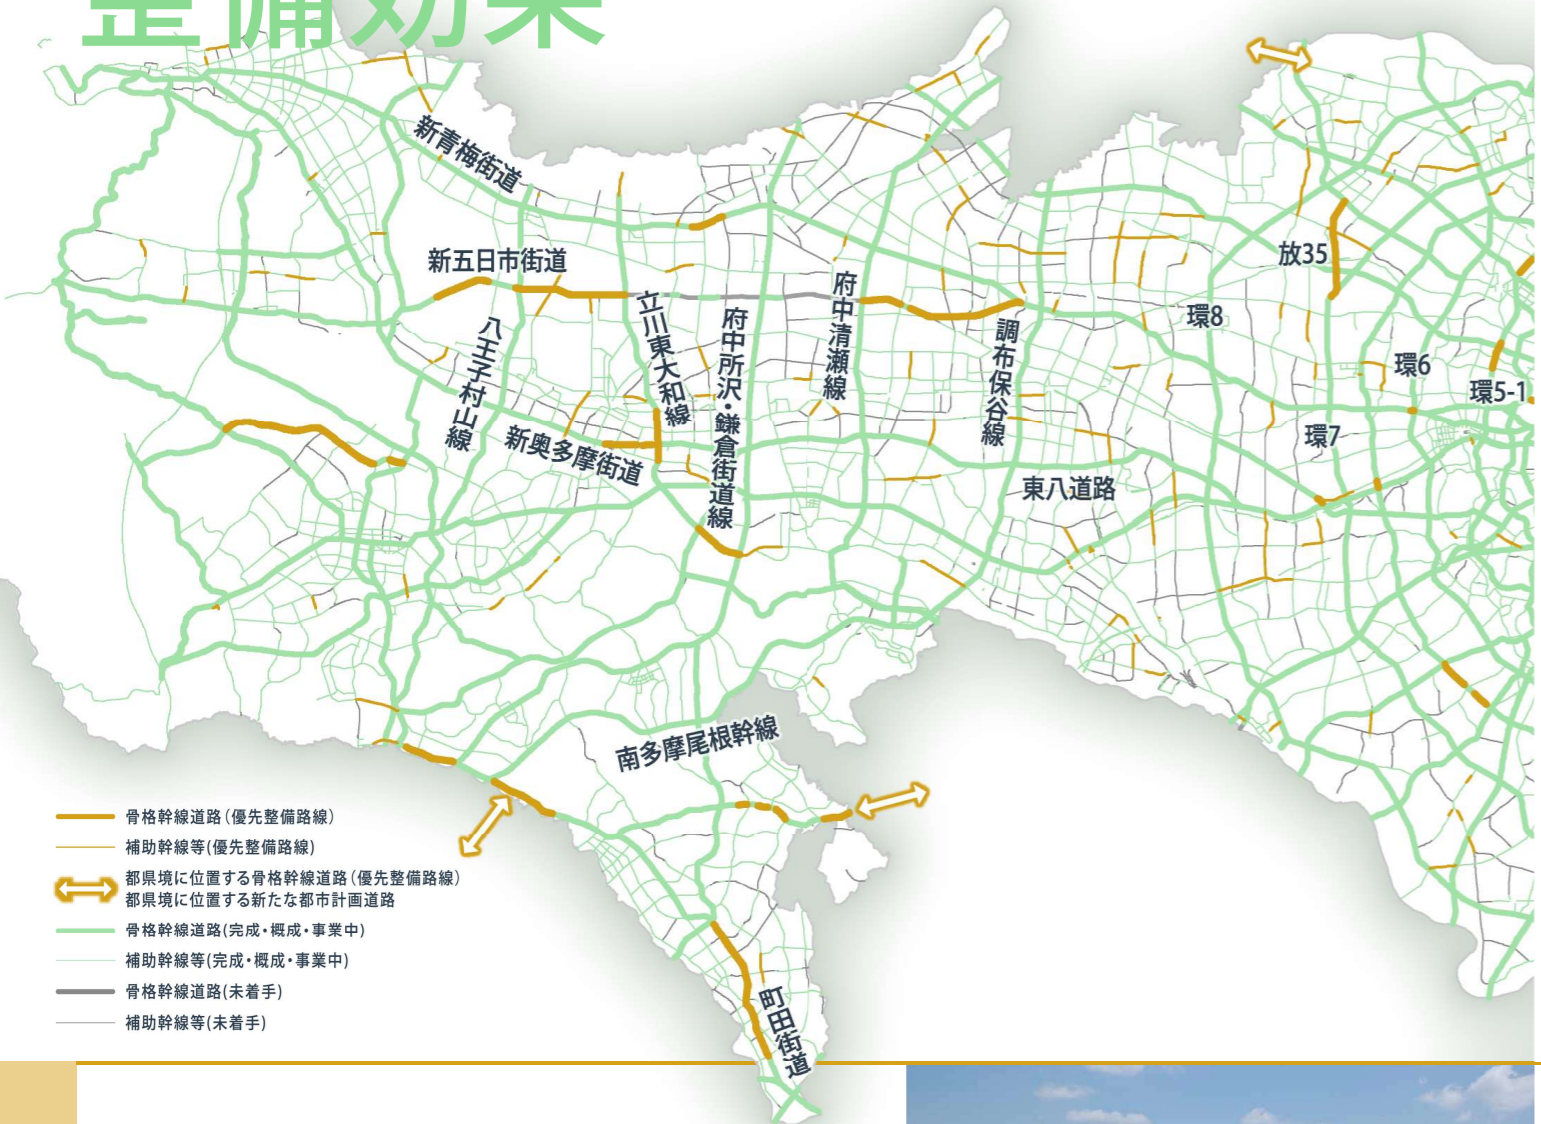 整備効果
新青梅街道
新五日市街道
放35
立川東大和線
府中所沢・鎌倉街道線
府中清瀬線
調布保谷線
環8
環6
環5-1
八王子村山線
新奥多摩街道
環7
東八道路
南多摩尾根幹線
町田街道
骨格幹線道路(優先整備路線)
補助幹線等(優先整備路線)
都県境に位置する骨格幹線道路(優先整備路線)
都県境に位置する新たな都市計画道路
骨格幹線道路(完成・概成・事業中)
補助幹線等(完成・概成・事業中)
骨格幹線道路(未着手)
補助幹線等(未着手)